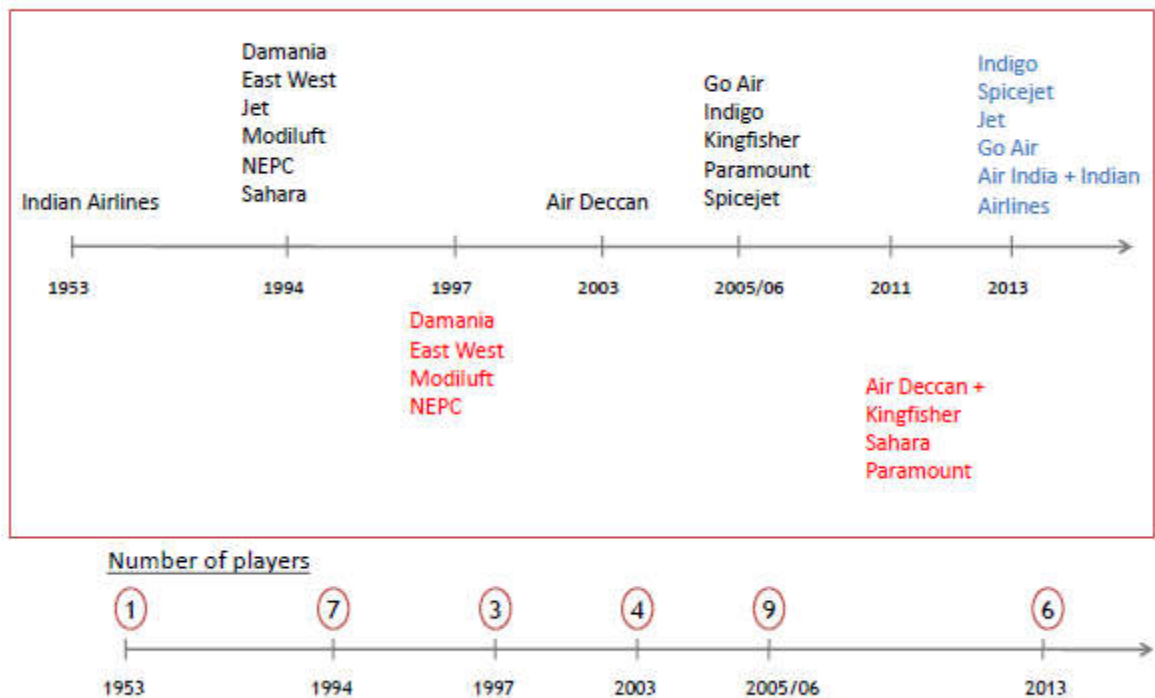 Damania
East West
Jet
Modiluft
NEPC
Sahara
Indian Airlines
Air Deccan
Go Air
Indigo
Kingfisher
Paramount
Spicejet
Indigo
Spicejet
Jet
Go Air
Air India + Indian
Airlines
1953 1994 1997 2003 2005/06 2011 2013
Damania
East West
Modiluft
NEPC
Air Deccan +
Kingfisher
Sahara
Paramount
Number of players
1 7 3 4 9 6
1953 1994 1997 2003 2005/06 2013